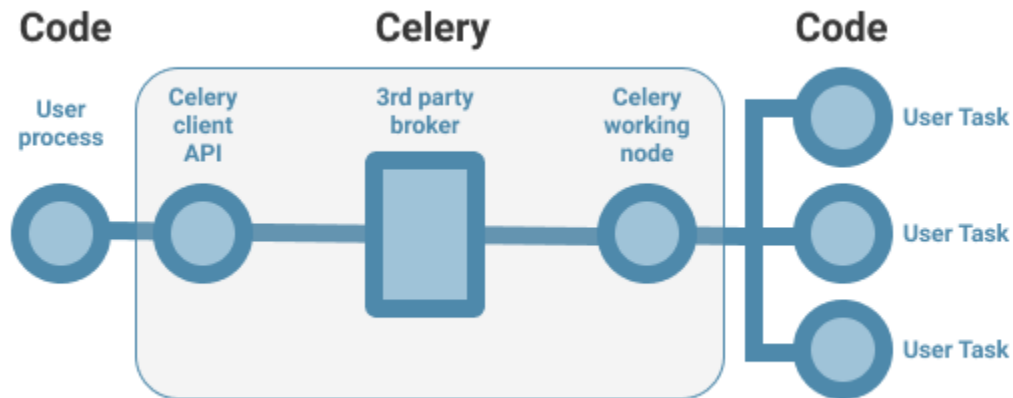 Code
Celery
Code
User
process
Celery
client
API
3rd party
broker
Celery
working
node
User Task
User Task
User Task